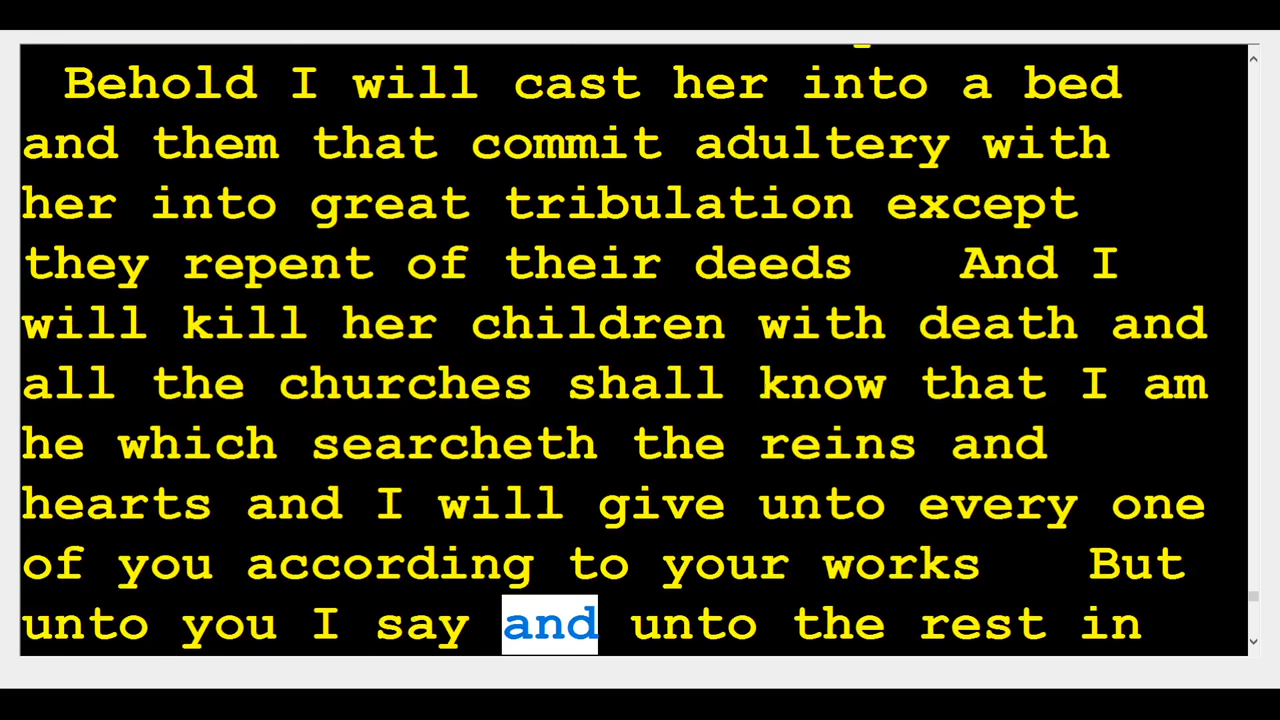 Behold I will cast her into a bed
and them that commit adultery with
her into great tribulation except
they repent of their deeds And I
will kill her children with death and
all the churches shall know that I am
he which searcheth the reins and
hearts and I will give unto every one
of you according to your works But
unto you I say and unto the rest in